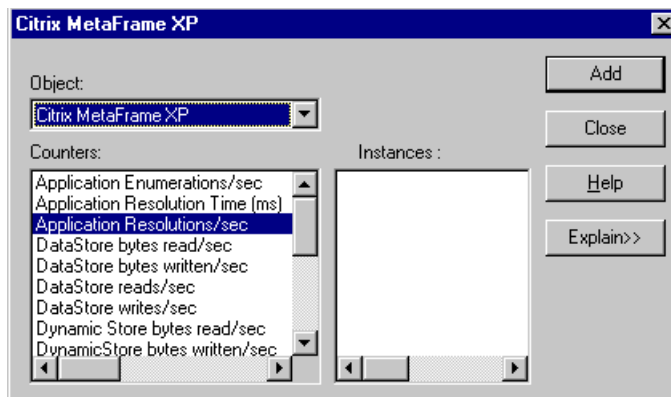 Citrix MetaFrame XP
Object:
Citrix MetaFrame XP
Counters:
Application Enumerations/sec
Application Resolution Time (ms)
Application Resolutions/sec
DataStore bytes read/sec
DataStore bytes written/sec
DataStore reads/sec
DataStore writes/sec
Dynamic Store bytes read/sec
DynamicStore bytes written/sec
Instances :
Add
Close
Help
Explain>>